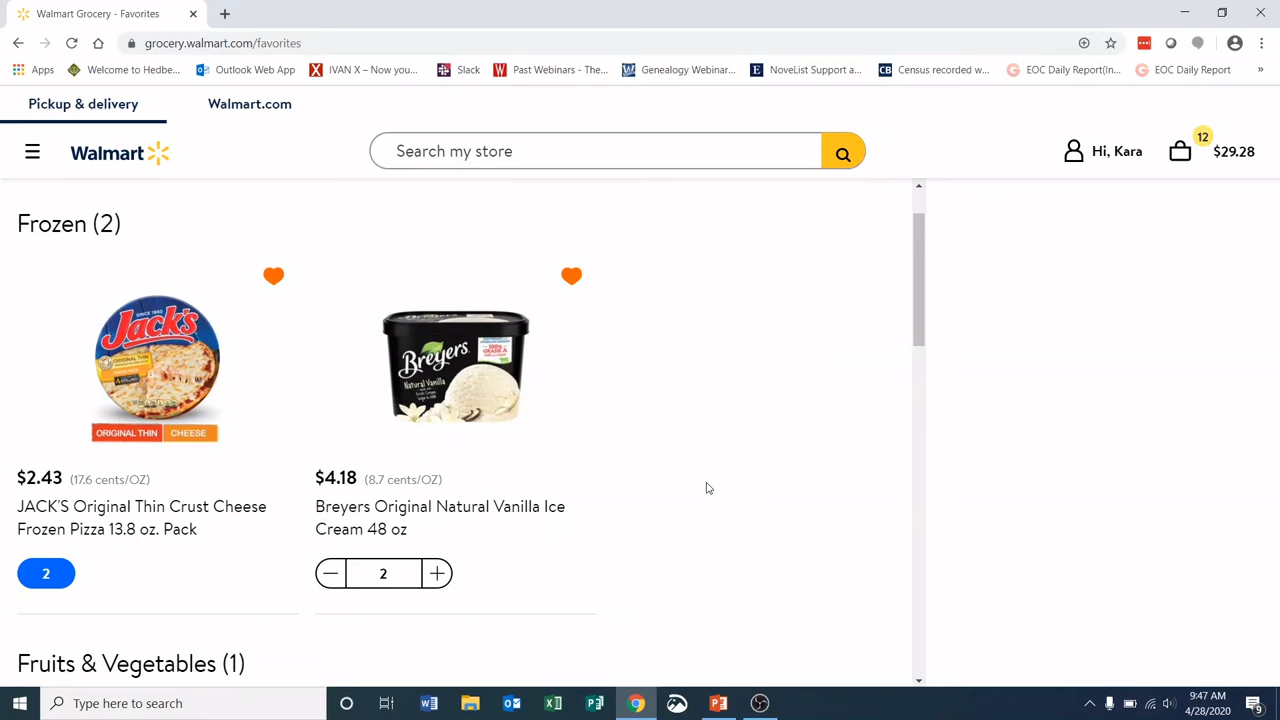 Walmart Grocery - Favorites
grocery.walmart.com/favorites
Apps
Welcome to Hedbe...
Outlook Web App
IVAN X – Now you...
Slack
Past Webinars - The...
Genealogy Webinar...
NoveList Support a...
Census recorded w...
EOC Daily Report(In...
EOC Daily Report
»
Pickup & delivery
Walmart.com
Walmart
Search my store
Hi, Kara
12
$29.28
Frozen (2)
SINCE 1960
Jack's
ORIGINAL THIN
ORIGINAL THIN CHEESE
Breyers
Natural Vanilla
$2.43 (17.6 cents/OZ)
JACK'S Original Thin Crust Cheese
Frozen Pizza 13.8 oz. Pack
2
$4.18 (8.7 cents/OZ)
Breyers Original Natural Vanilla Ice
Cream 48 oz
2
Fruits & Vegetables (1)
Type here to search
9:47 AM
4/28/2020
9